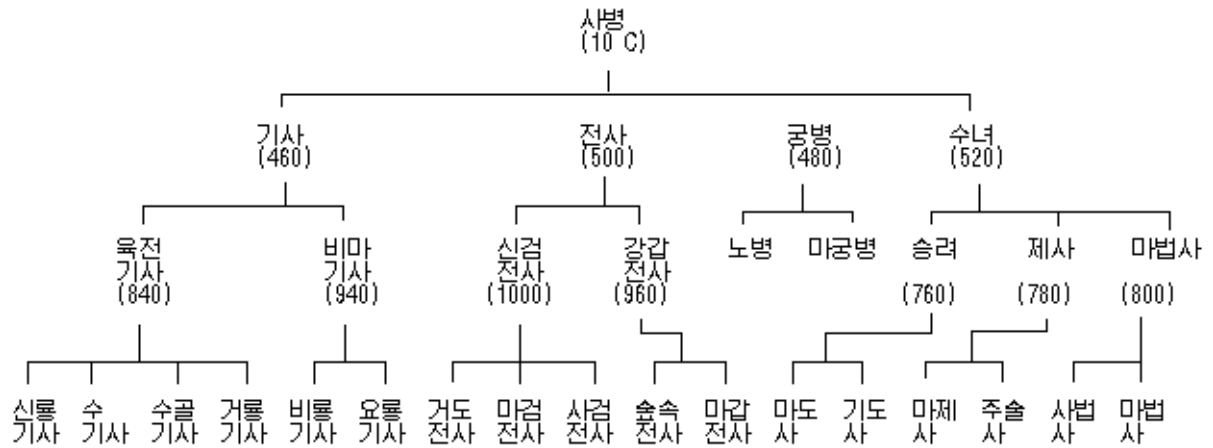 사병
(10 C)
기사 전사 궁병 수녀
(460) (500) (480) (520)
육전 비마 신검 강갑 노병 마궁병 승려 제사 마법사
기사 기사 전사 전사
(840) (940) (1000) (960) (760) (780) (800)
신룡 수 수골 거룡 비룡 요룡 거도 마검 사검 숲속 마갑 마도 기도 마제 주술 사법 마법
기사 기사 기사 기사 기사 기사 전사 전사 전사 전사 전사 사 사 사 사 사 사